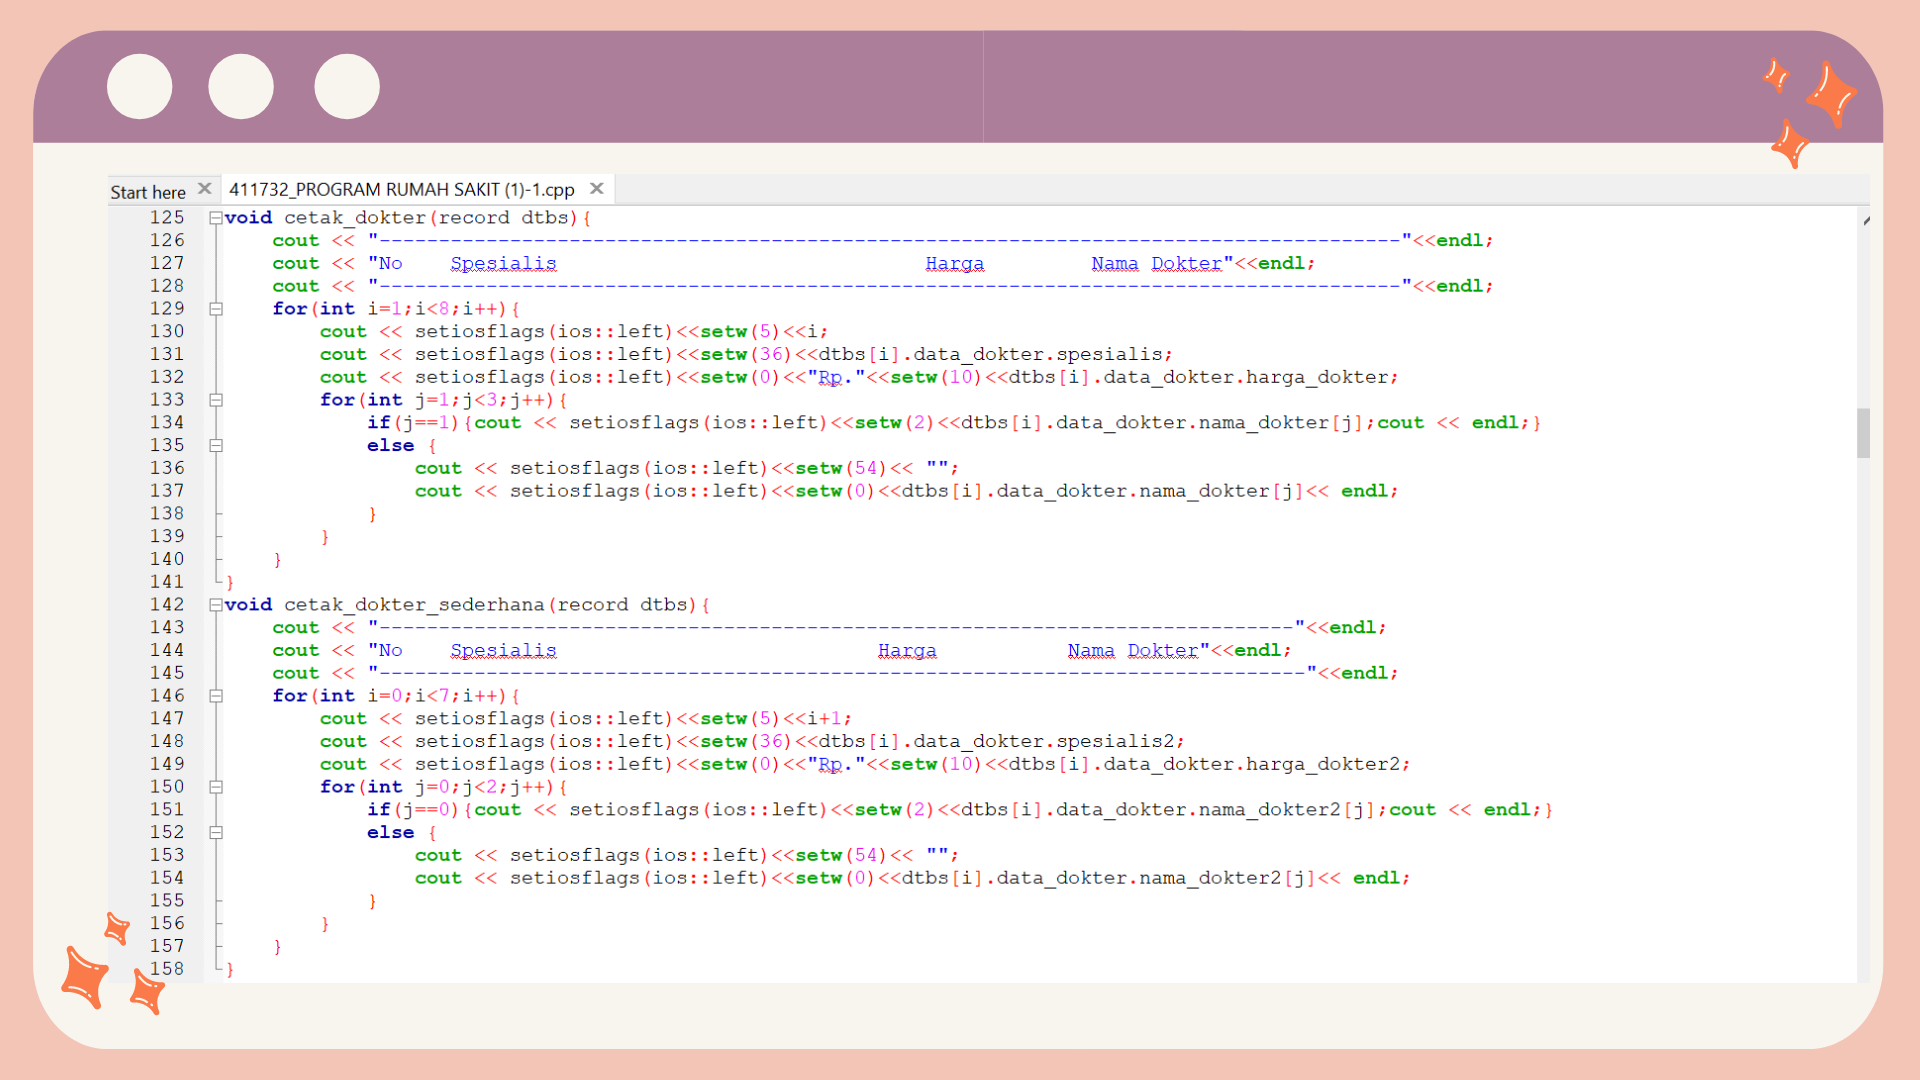 Start here
411732_PROGRAM RUMAH SAKIT (1)-1.cpp
125 void cetak_dokter(record dtbs){
126     cout << "--------------------------------------------------------------------------------------"<<endl;
127     cout << "No    Spesialis                               Harga         Nama Dokter"<<endl;
128     cout << "--------------------------------------------------------------------------------------"<<endl;
129     for(int i=1;i<8;i++){
130         cout << setiosflags(ios::left)<<setw(5)<<i;
131         cout << setiosflags(ios::left)<<setw(36)<<dtbs[i].data_dokter.spesialis;
132         cout << setiosflags(ios::left)<<setw(0)<<"Rp."<<setw(10)<<dtbs[i].data_dokter.harga_dokter;
133         for(int j=1;j<3;j++){
134             if(j==1){cout << setiosflags(ios::left)<<setw(2)<<dtbs[i].data_dokter.nama_dokter[j];cout << endl;}
135             else {
136                 cout << setiosflags(ios::left)<<setw(54)<< "";
137                 cout << setiosflags(ios::left)<<setw(0)<<dtbs[i].data_dokter.nama_dokter[j]<< endl;
138             }
139         }
140     }
141 }
142 void cetak_dokter_sederhana(record dtbs){
143     cout << "-----------------------------------------------------------------------------"<<endl;
144     cout << "No    Spesialis                           Harga           Nama Dokter"<<endl;
145     cout << "------------------------------------------------------------------------------"<<endl;
146     for(int i=0;i<7;i++){
147         cout << setiosflags(ios::left)<<setw(5)<<i+1;
148         cout << setiosflags(ios::left)<<setw(36)<<dtbs[i].data_dokter.spesialis2;
149         cout << setiosflags(ios::left)<<setw(0)<<"Rp."<<setw(10)<<dtbs[i].data_dokter.harga_dokter2;
150         for(int j=0;j<2;j++){
151             if(j==0){cout << setiosflags(ios::left)<<setw(2)<<dtbs[i].data_dokter.nama_dokter2[j];cout << endl;}
152             else {
153                 cout << setiosflags(ios::left)<<setw(54)<< "";
154                 cout << setiosflags(ios::left)<<setw(0)<<dtbs[i].data_dokter.nama_dokter2[j]<< endl;
155             }
156         }
157     }
158 }